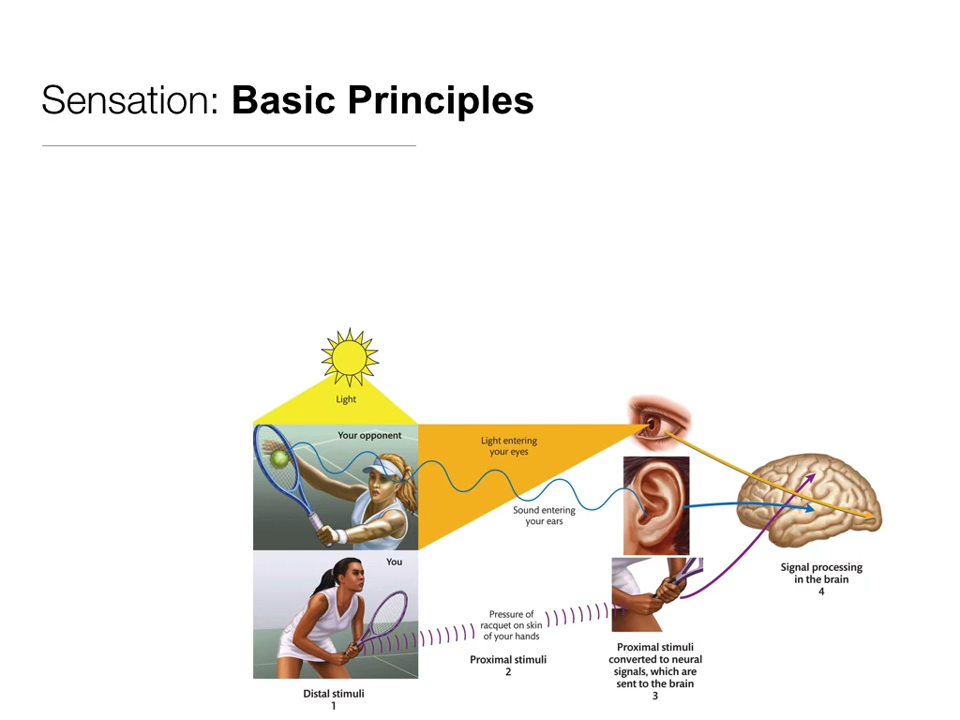 Sensation: Basic Principles
Light
Your opponent
Light entering
your eyes
Sound entering
your ears
You
Pressure of
racquet on skin
of your hands
Signal processing
in the brain
4
Proximal stimuli
2
Proximal stimuli
converted to neural
signals, which are
sent to the brain
3
Distal stimuli
1